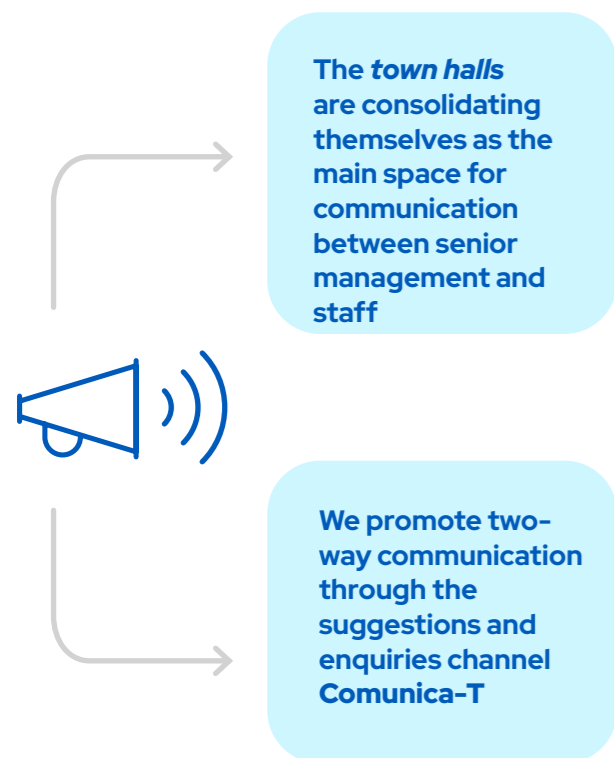 The town halls
are consolidating
themselves as the
main space for
communication
between senior
management and
staff
We promote two-
way communication
through the
suggestions and
enquiries channel
Comunica-T